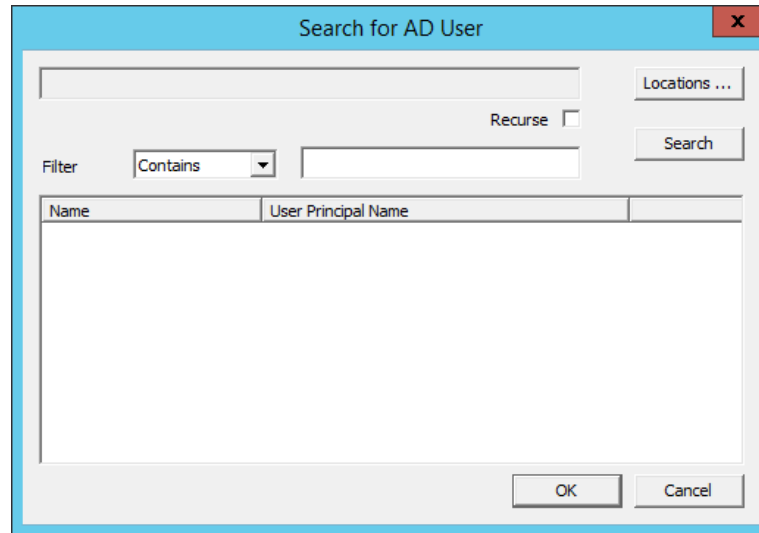 Search for AD User
x
Locations ...
Recurse
Search
Filter Contains
Name User Principal Name
OK Cancel